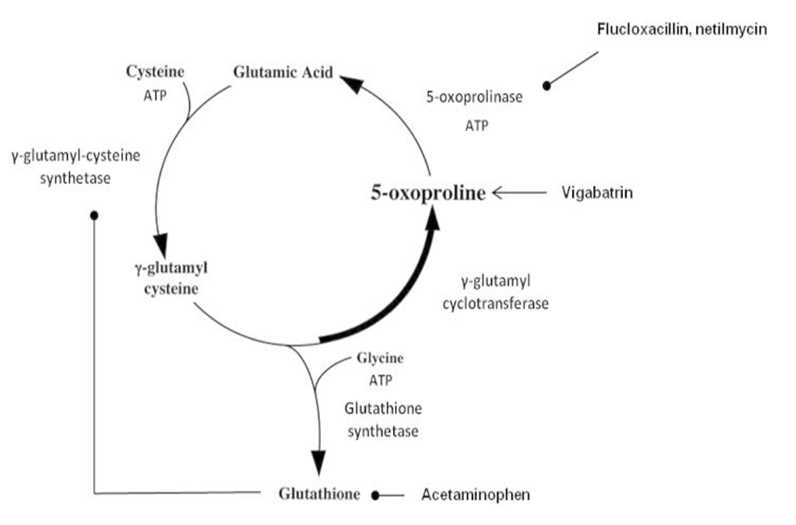 Flucloxacillin, netilmycin
Cysteine
ATP
Glutamic Acid
5-oxoprolinase
ATP
γ-glutamyl-cysteine
synthetase
5-oxoproline
Vigabatrin
γ-glutamyl
cysteine
γ-glutamyl
cyclotransferase
Glycine
ATP
Glutathione
synthetase
Glutathione
Acetaminophen